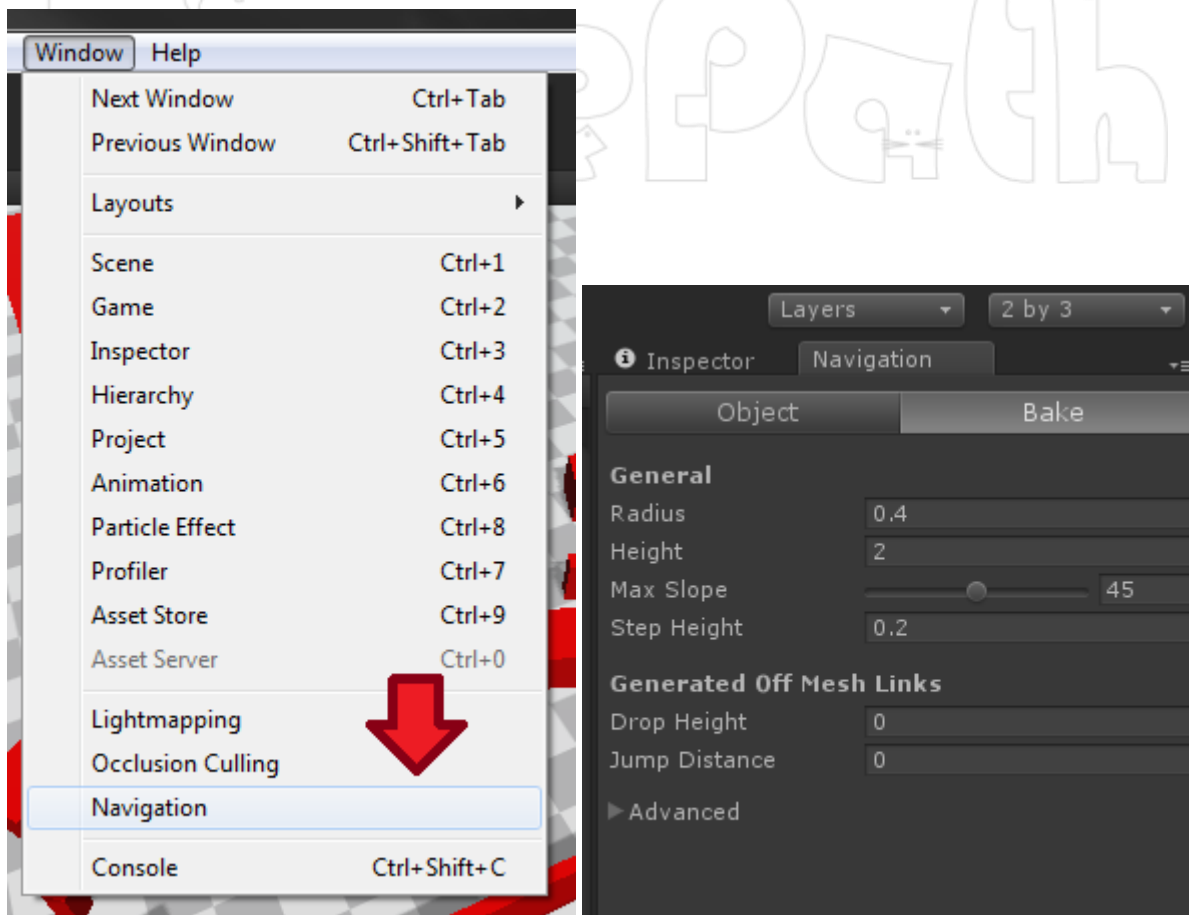 Window Help
Next Window Ctrl+Tab
Previous Window Ctrl+Shift+Tab
Layouts
Scene Ctrl+1
Game Ctrl+2
Inspector Ctrl+3
Hierarchy Ctrl+4
Project Ctrl+5
Animation Ctrl+6
Particle Effect Ctrl+8
Profiler Ctrl+7
Asset Store Ctrl+9
Asset Server Ctrl+0
Lightmapping
Occlusion Culling
Navigation
Console Ctrl+Shift+C
ePath
Layers 2 by 3
Inspector Navigation
Object Bake
General
Radius 0.4
Height 2
Max Slope 45
Step Height 0.2
Generated Off Mesh Links
Drop Height 0
Jump Distance 0
Advanced